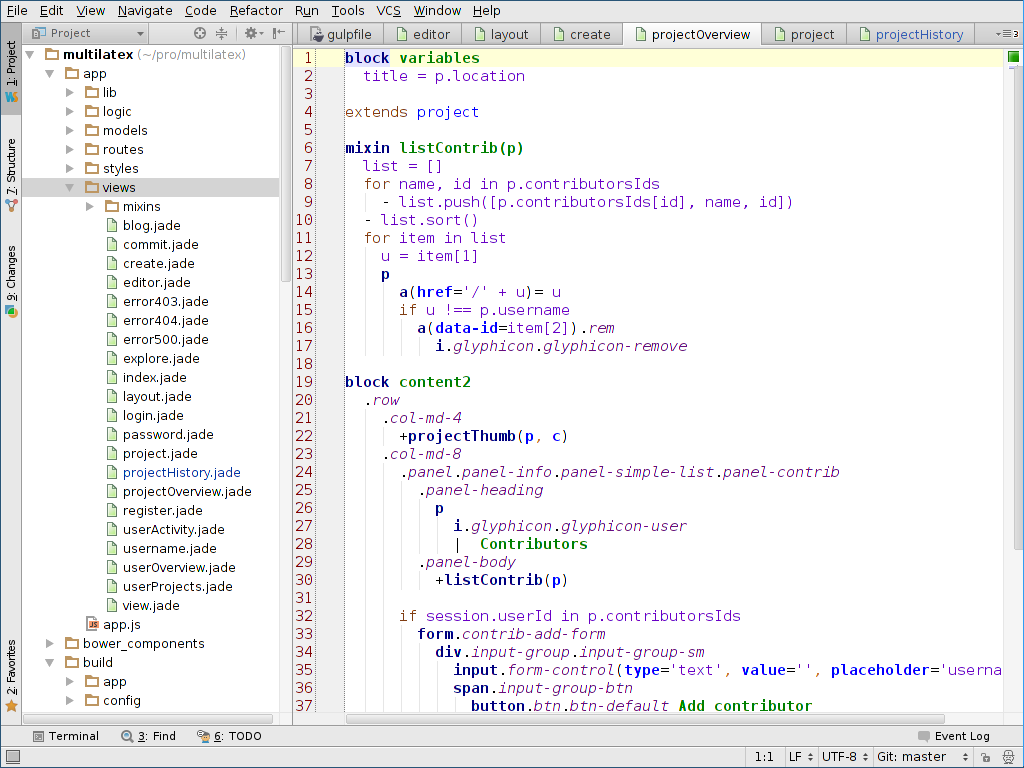 File Edit View Navigate Code Refactor Run Tools VCS Window Help
Project
gulpfile editor layout create projectOverview project projectHistory 3
1: Project
7: Structure
9: Changes
2: Favorites
multilatex (~/pro/multilatex)
app
lib
logic
models
routes
styles
views
mixins
blog.jade
commit.jade
create.jade
editor.jade
error403.jade
error404.jade
error500.jade
explore.jade
index.jade
layout.jade
login.jade
password.jade
project.jade
projectHistory.jade
projectOverview.jade
register.jade
userActivity.jade
username.jade
userOverview.jade
userProjects.jade
view.jade
app.js
bower_components
build
app
config
1 block variables
2 title = p.location
3
4 extends project
5
6 mixin listContrib(p)
7 list = []
8 for name, id in p.contributorsIds
9 - list.push([p.contributorsIds[id], name, id])
10 - list.sort()
11 for item in list
12 u = item[1]
13 p
14 a(href='/' + u)= u
15 if u !== p.username
16 a(data-id=item[2]).rem
17 i.glyphicon.glyphicon-remove
18
19 block content2
20 .row
21 .col-md-4
22 +projectThumb(p, c)
23 .col-md-8
24 .panel.panel-info.panel-simple-list.panel-contrib
25 .panel-heading
26 p
27 i.glyphicon.glyphicon-user
28 | Contributors
29 .panel-body
30 +listContrib(p)
31
32 if session.userId in p.contributorsIds
33 form.contrib-add-form
34 div.input-group.input-group-sm
35 input.form-control(type='text', value='', placeholder='userna
36 span.input-group-btn
37 button.btn.btn-default Add contributor
Terminal 3: Find 6: TODO Event Log
1:1 LF UTF-8 Git: master